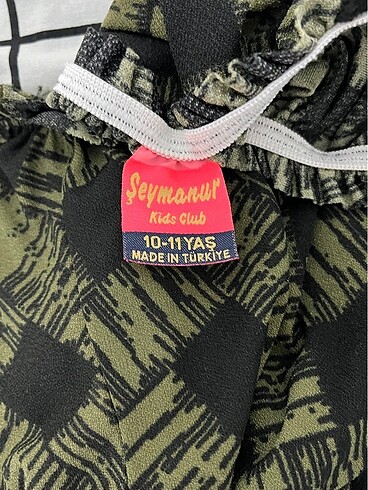 Şeymanur
Kids Club
10-11 YAŞ
MADE IN TÜRKİYE